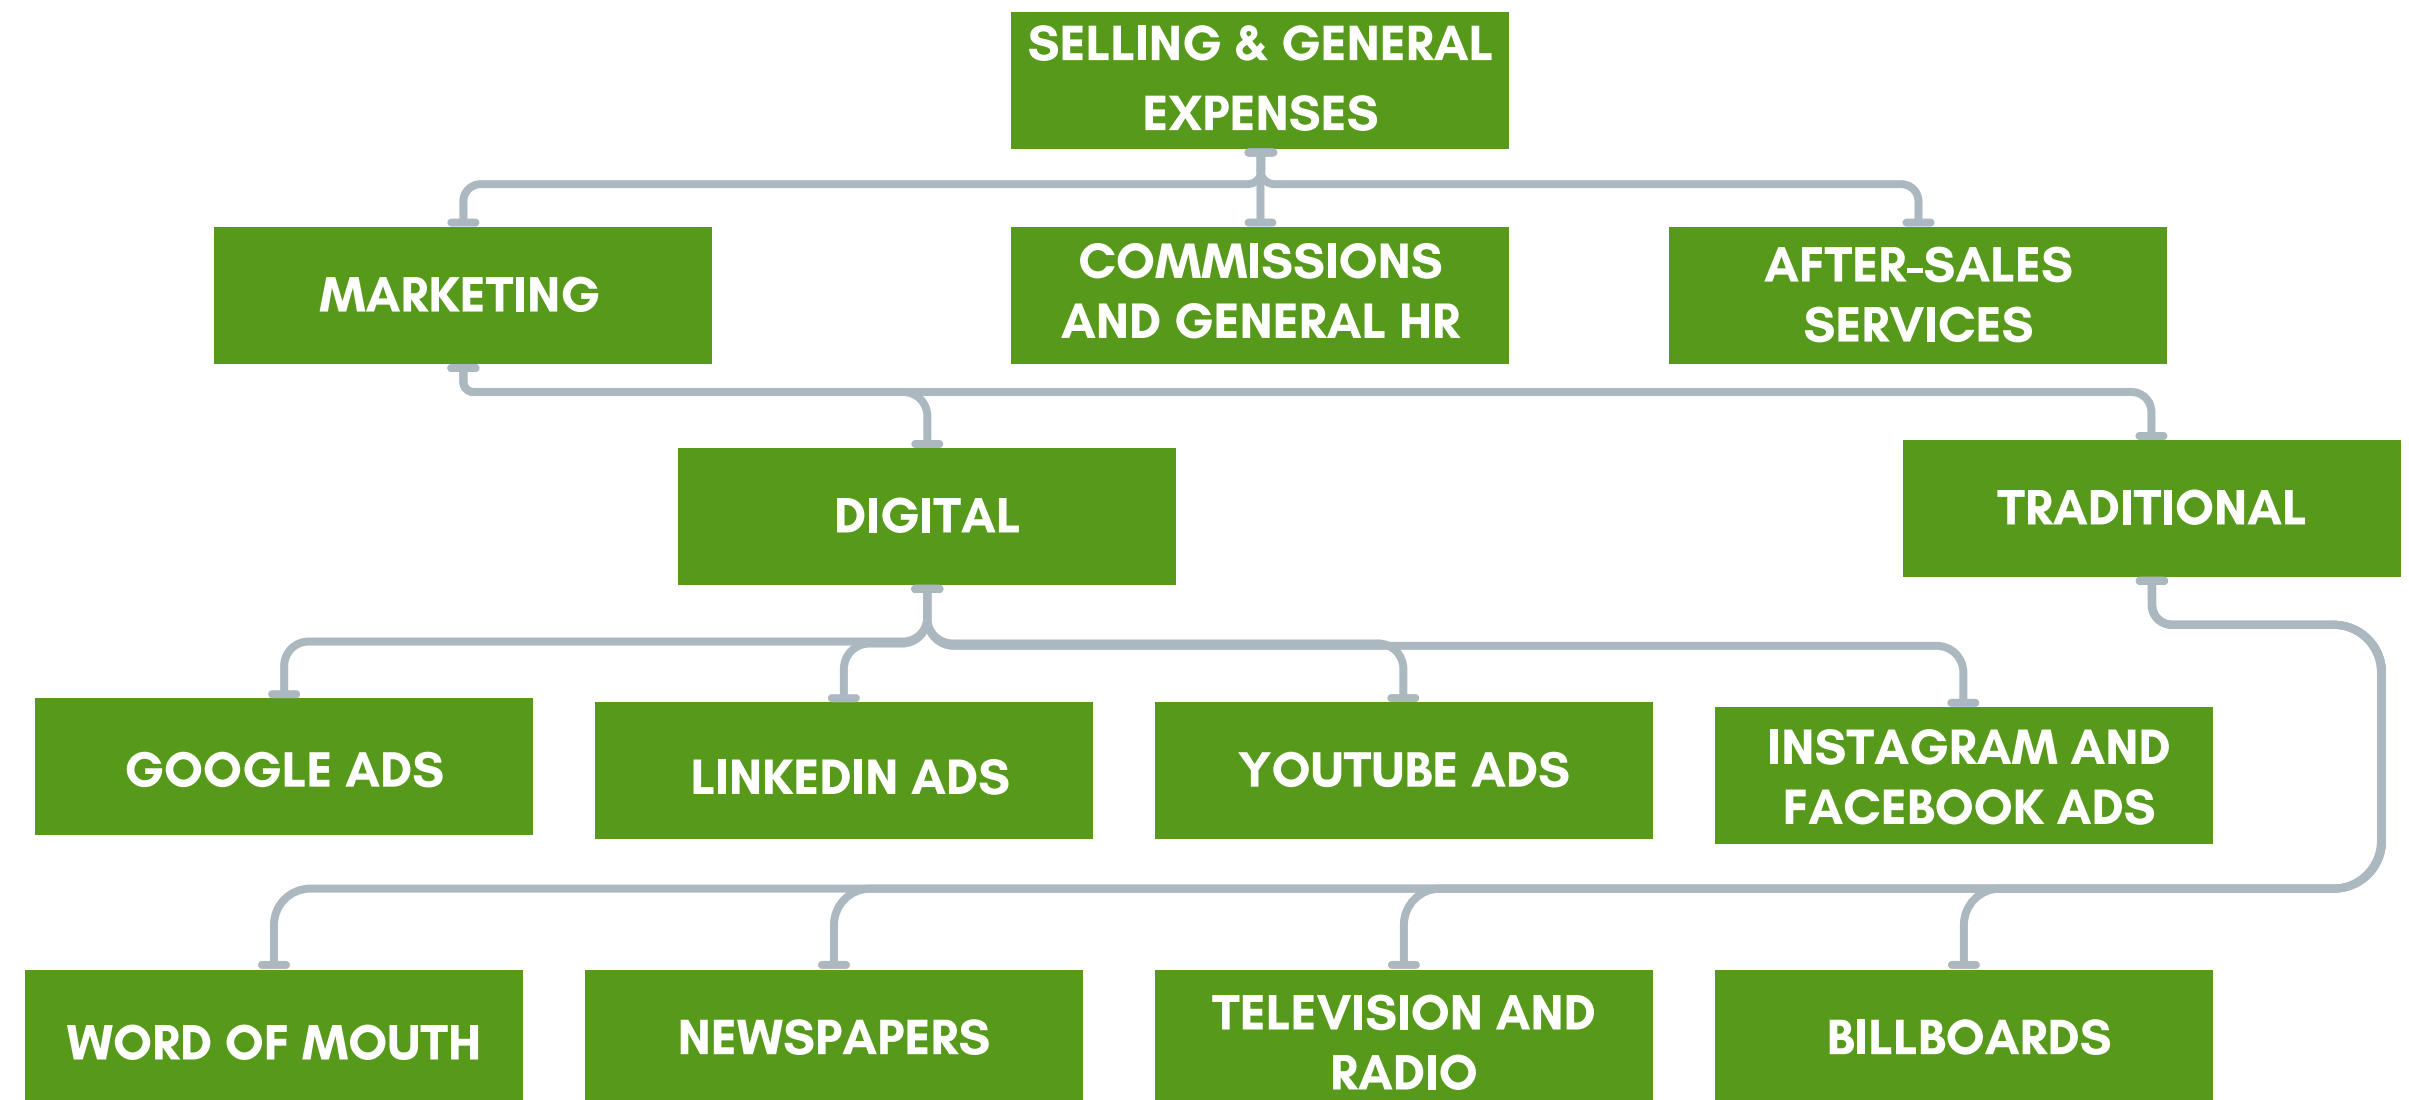 SELLING & GENERAL
EXPENSES
MARKETING
COMMISSIONS
AND GENERAL HR
AFTER-SALES
SERVICES
DIGITAL
TRADITIONAL
GOOGLE ADS
LINKEDIN ADS
YOUTUBE ADS
INSTAGRAM AND
FACEBOOK ADS
WORD OF MOUTH
NEWSPAPERS
TELEVISION AND
RADIO
BILLBOARDS